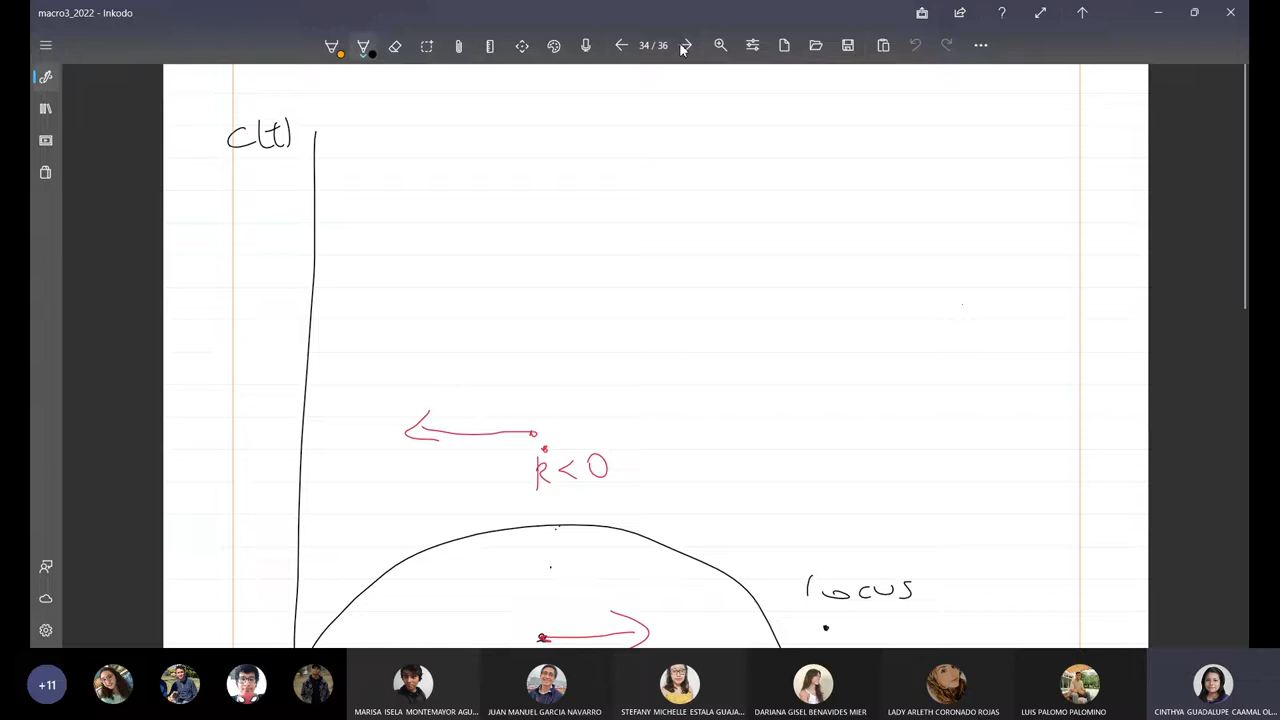 macro3_2022 - Inkodo
34 / 36
C(t)
k̇ < 0
locus
+11
MARISA ISELA MONTEMAYOR AGU...
JUAN MANUEL GARCIA NAVARRO
STEFANY MICHELLE ESTALA GUAJA...
DARIANA GISEL BENAVIDES MIER
LADY ARLETH CORONADO ROJAS
LUIS PALOMO PALOMINO
CINTHYA GUADALUPE CAAMAL OL...